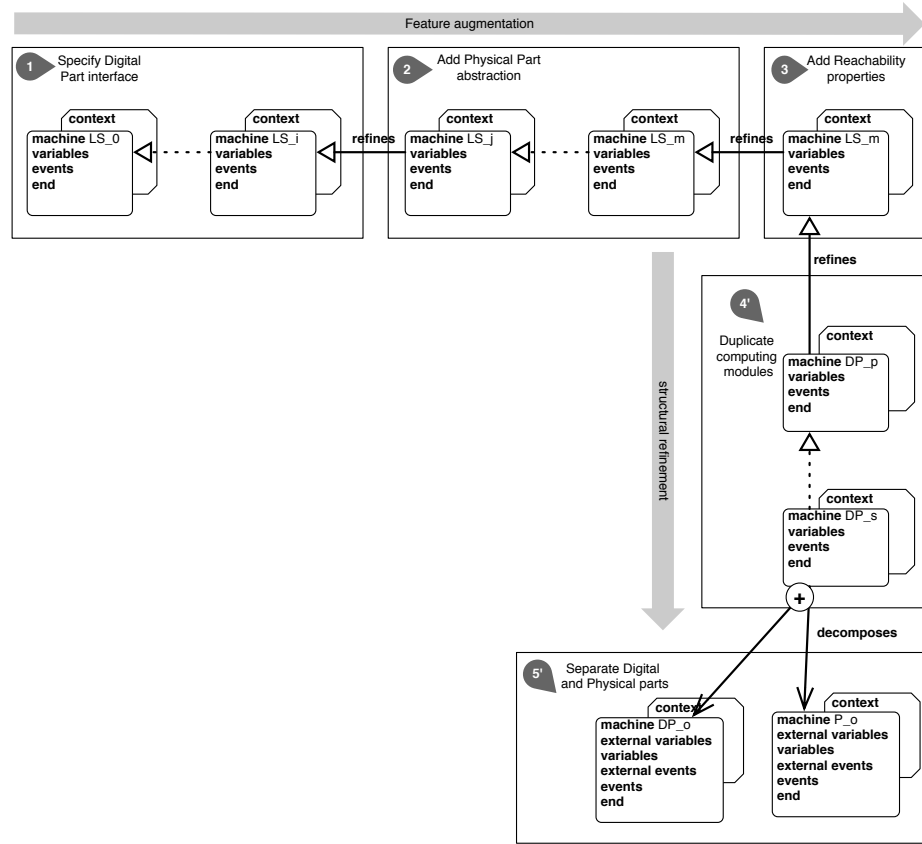 Feature augmentation
1
Specify Digital
Part interface
context
machine LS_0
variables
events
end
context
machine LS_i
variables
events
end
refines
2
Add Physical Part
abstraction
context
machine LS_j
variables
events
end
context
machine LS_m
variables
events
end
refines
3
Add Reachability
properties
context
machine LS_m
variables
events
end
refines
structural refinement
4'
Duplicate
computing
modules
context
machine DP_p
variables
events
end
context
machine DP_s
variables
events
end
+
decomposes
5'
Separate Digital
and Physical parts
context
machine DP_o
external variables
variables
external events
events
end
context
machine P_o
external variables
variables
external events
events
end